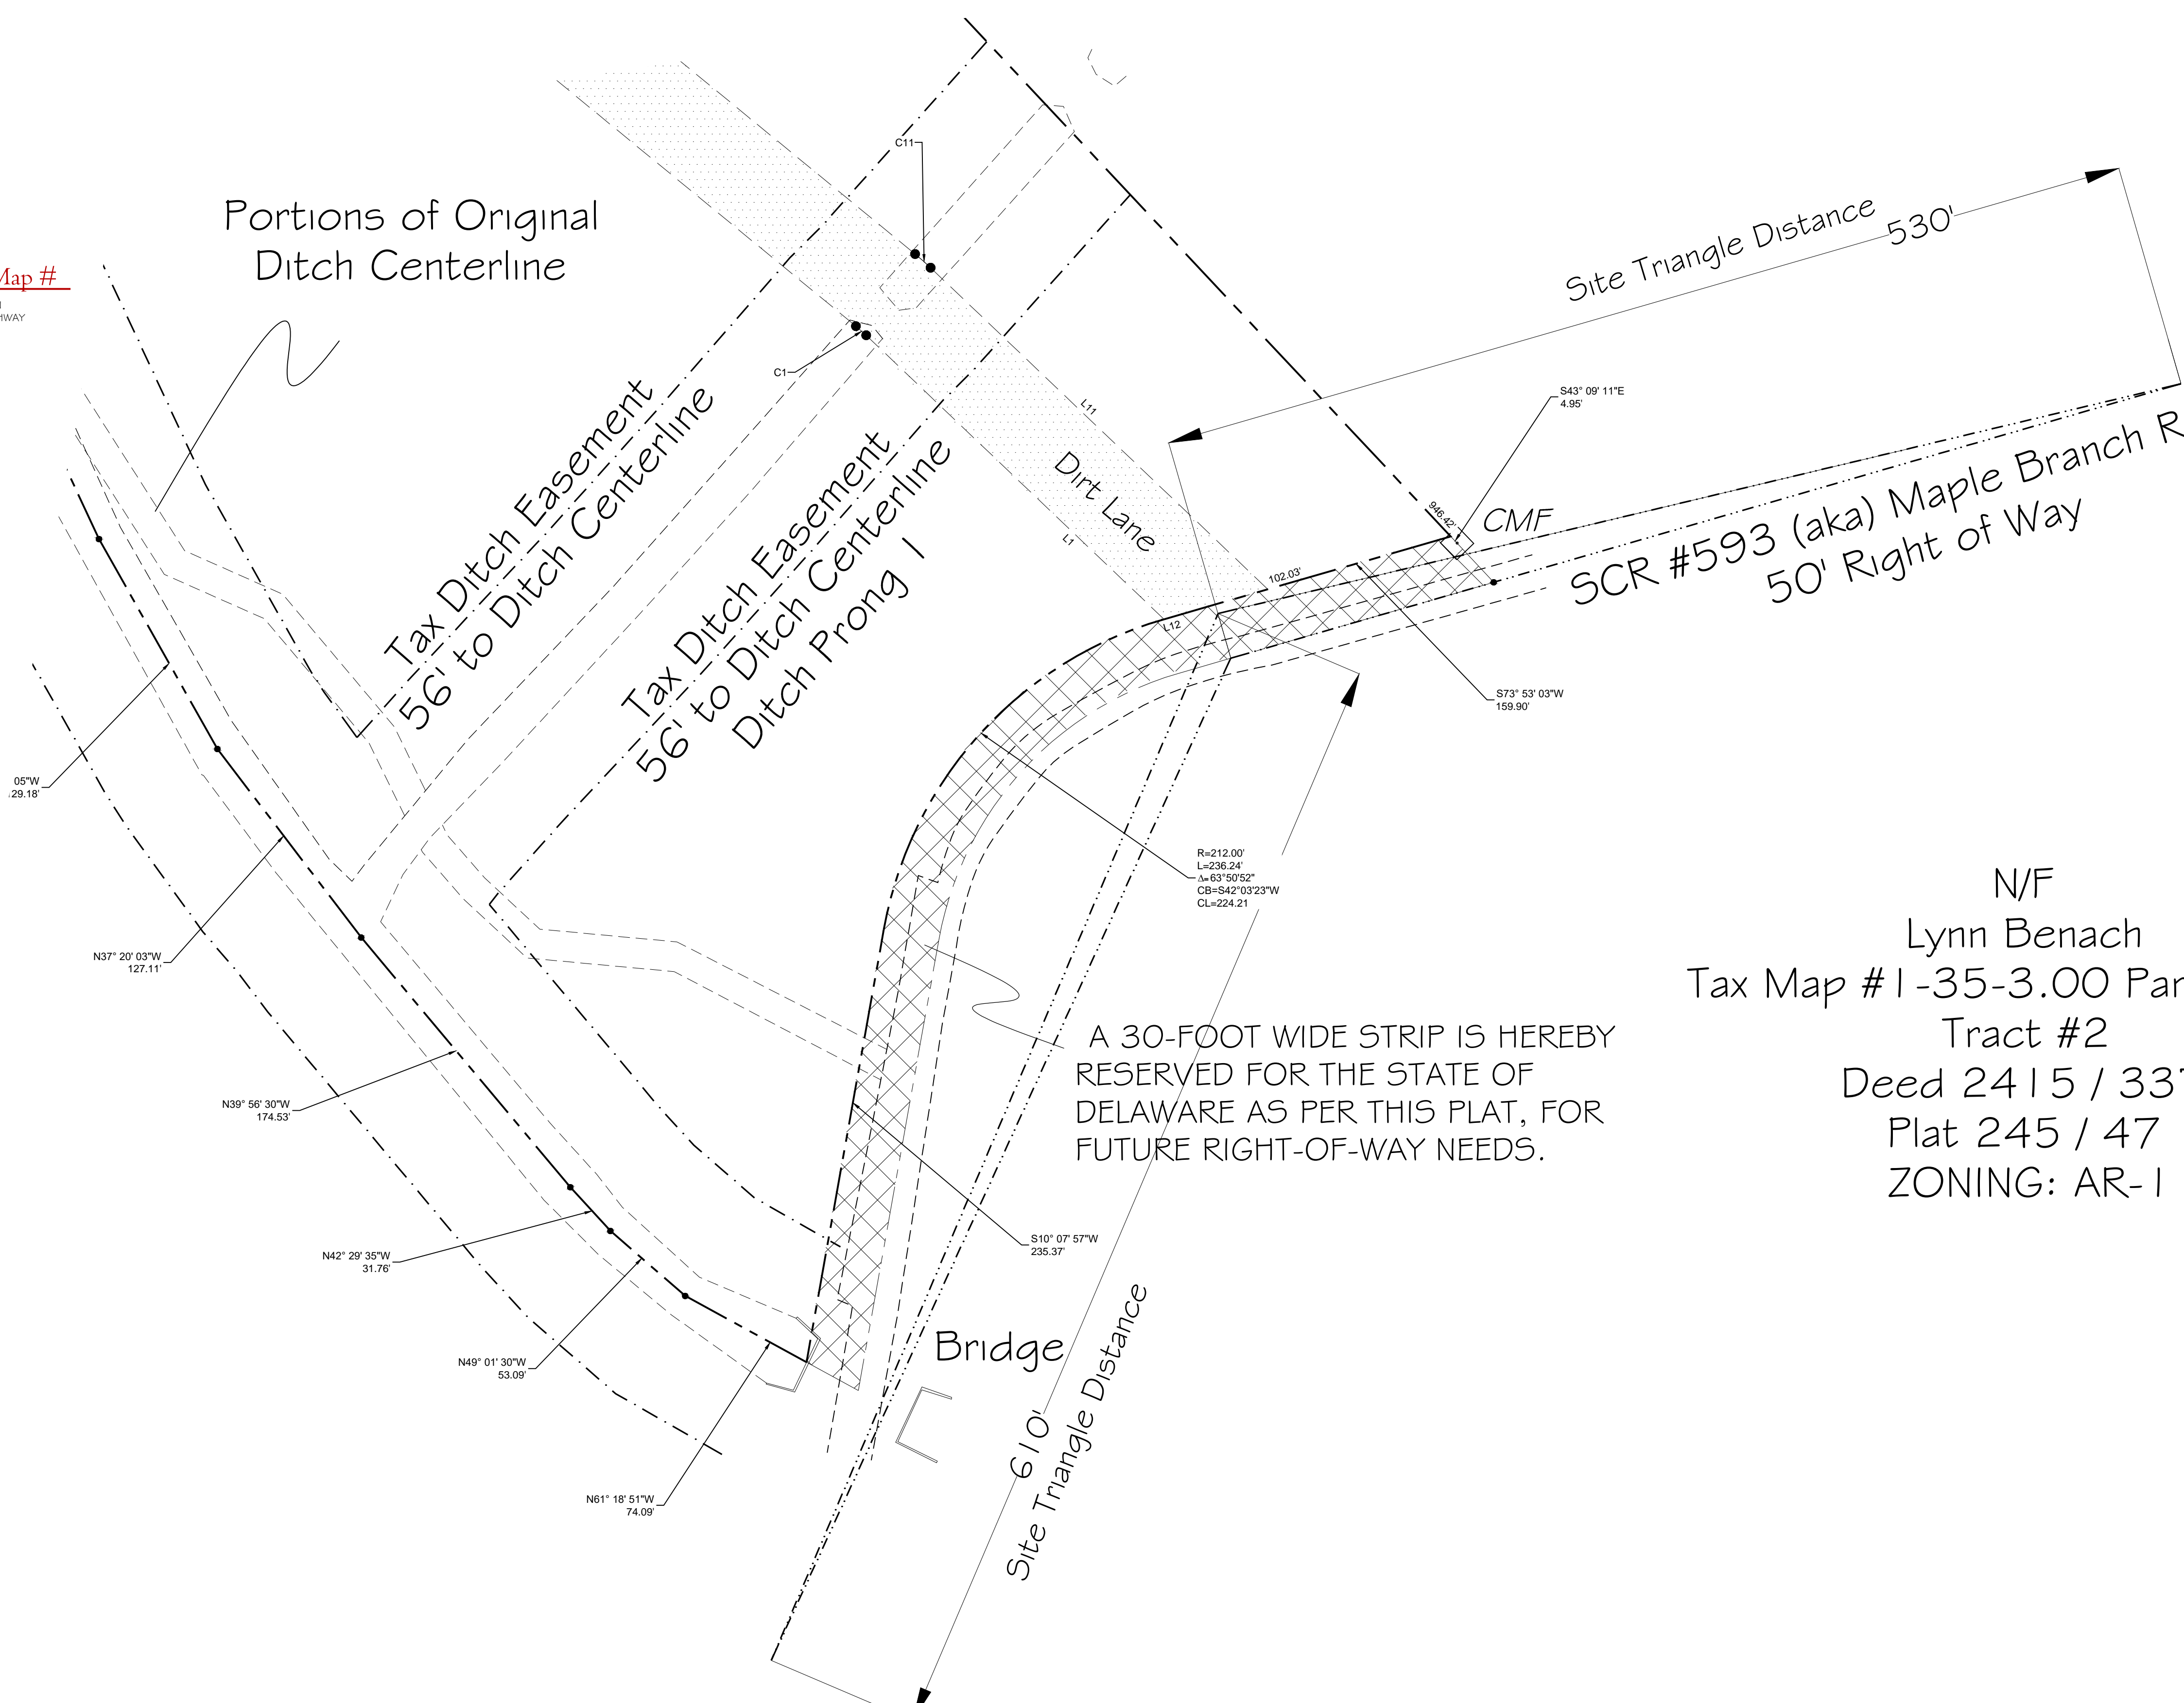 Map #
HWAY
Portions of Original
Ditch Centerline
C11
C1
Tax Ditch Easement
56' to Ditch Centerline
Tax Ditch Easement
56' to Ditch Centerline
Ditch Prong 1
L11
Dirt Lane
L1
Site Triangle Distance
530'
S43° 09' 11"E
4.95'
946.42'
CMF
102.03'
L12
SCR #593 (aka) Maple Branch R
50' Right of Way
S73° 53' 03"W
159.90'
05"W
29.18'
R=212.00'
L=236.24'
Δ=63°50'52"
CB=S42°03'23"W
CL=224.21
N37° 20' 03"W
127.11'
N39° 56' 30"W
174.53'
N42° 29' 35"W
31.76'
N49° 01' 30"W
53.09'
N61° 18' 51"W
74.09'
A 30-FOOT WIDE STRIP IS HEREBY
RESERVED FOR THE STATE OF
DELAWARE AS PER THIS PLAT, FOR
FUTURE RIGHT-OF-WAY NEEDS.
S10° 07' 57"W
235.37'
Bridge
610'
Site Triangle Distance
N/F
Lynn Benach
Tax Map #1-35-3.00 Par
Tract #2
Deed 2415 / 337
Plat 245 / 47
ZONING: AR-1